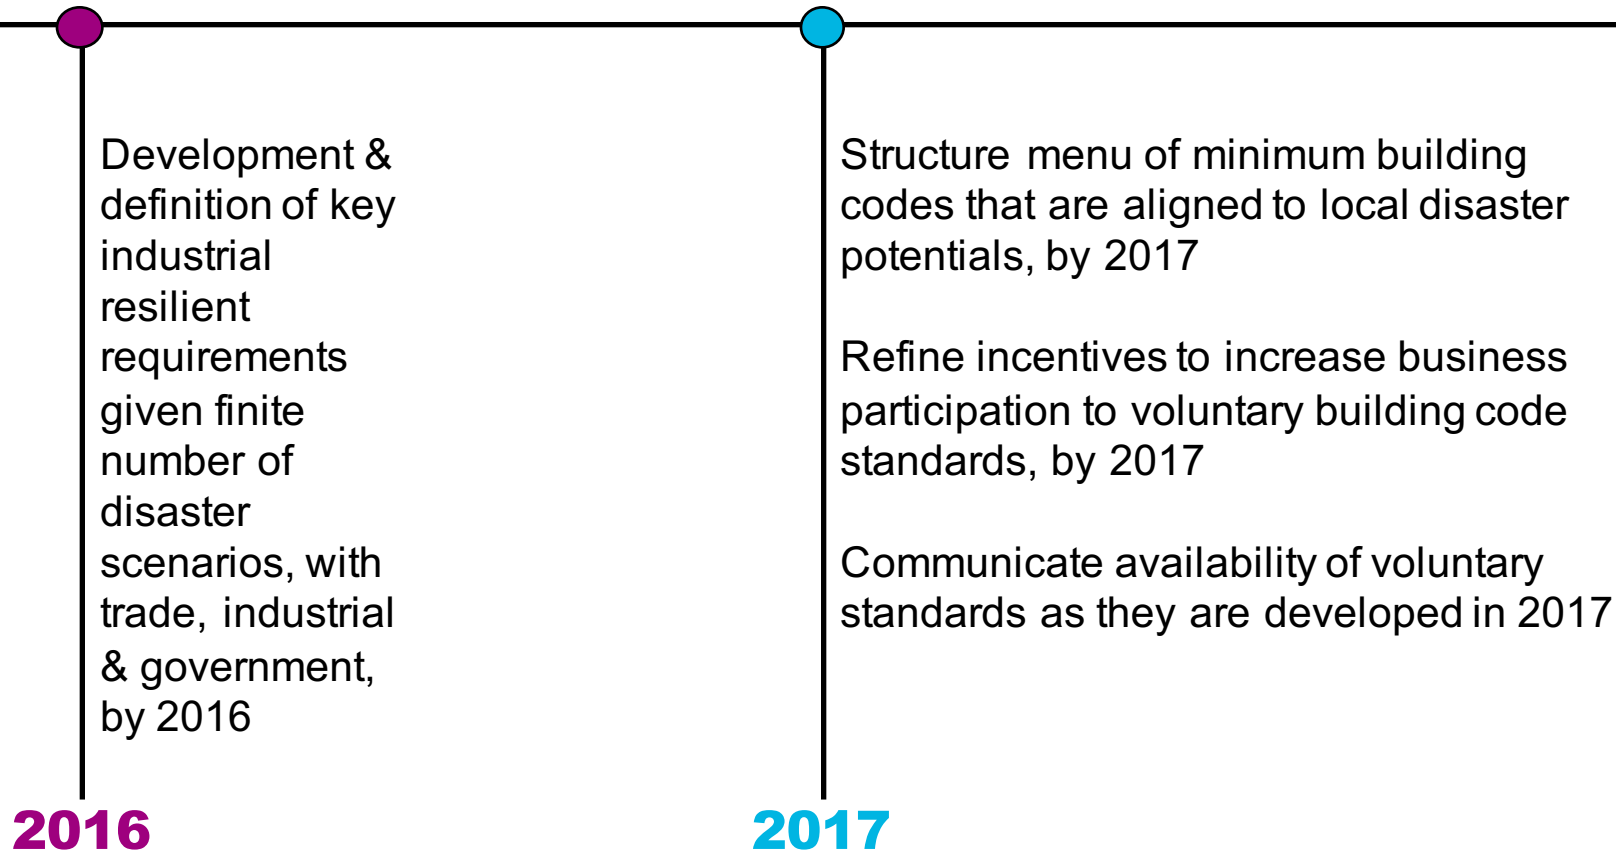 Development &
definition of key
industrial
resilient
requirements
given finite
number of
disaster
scenarios, with
trade, industrial
& government,
by 2016
2016
Structure menu of minimum building
codes that are aligned to local disaster
potentials, by 2017
Refine incentives to increase business
participation to voluntary building code
standards, by 2017
Communicate availability of voluntary
standards as they are developed in 2017
2017